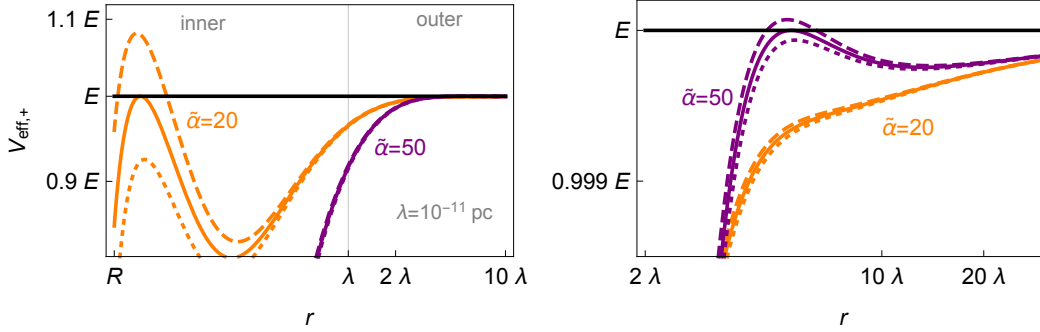 1.1 E
inner
outer
E
α̃=20
V_eff,+
α̃=50
0.9 E
λ=10⁻¹¹ pc
R
λ
2 λ
10 λ
r
E
α̃=50
α̃=20
0.999 E
2 λ
10 λ
20 λ
r